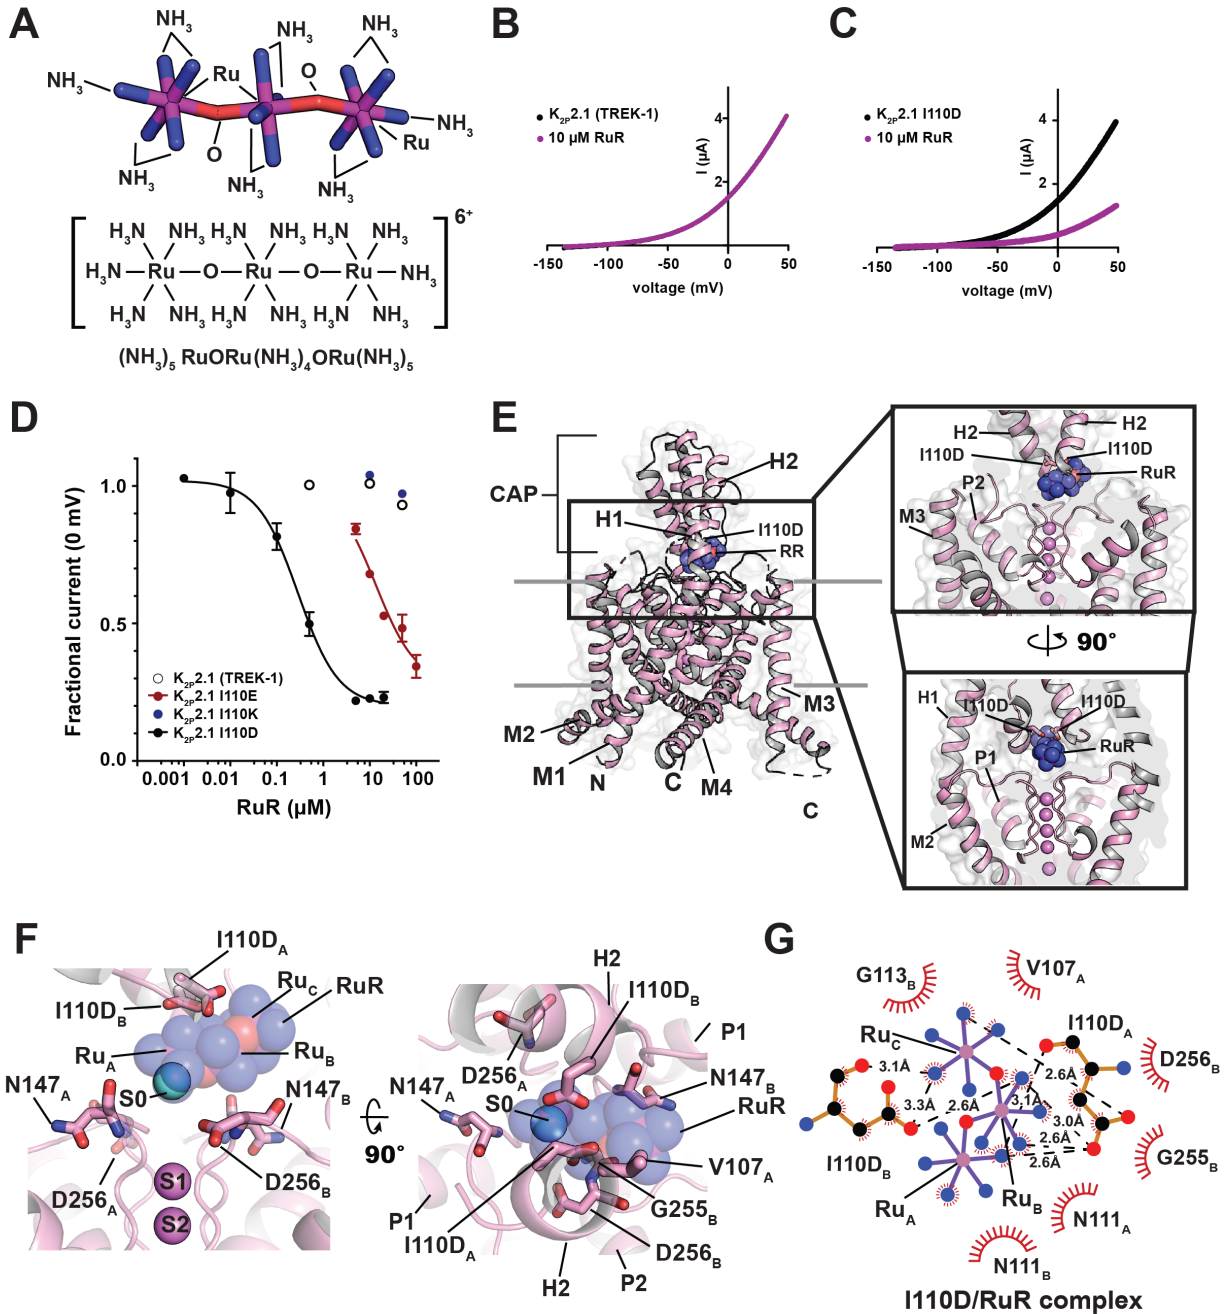 A
NH3
NH3
NH3
NH3
Ru
O
NH3
Ru
O
NH3
NH3
NH3
6+
H3N NH3 H3N NH3 H3N NH3
H3N Ru O Ru O Ru NH3
H3N NH3 H3N NH3 H3N NH3
(NH3)5 RuORu(NH3)4ORu(NH3)5
B
K2P2.1 (TREK-1)
10 µM RuR
I (µA)
4
2
-150 -100 -50 0 50
voltage (mV)
C
K2P2.1 I110D
10 µM RuR
I (µA)
4
2
-150 -100 -50 0 50
voltage (mV)
D
Fractional current (0 mV)
1.0
0.5
0.0
K2P2.1 (TREK-1)
K2P2.1 I110E
K2P2.1 I110K
K2P2.1 I110D
0.001 0.01 0.1 1 10 100
RuR (µM)
E
CAP
H2
H1
I110D
RR
M3
M2
M1
N
C
M4
C
H2
H2
I110D
I110D
RuR
P2
M3
90°
H1
I110D
I110D
RuR
P1
M2
F
I110DA
I110DB
RuC
RuR
RuA
RuB
N147A
S0
N147B
D256A
D256B
S1
S2
90°
H2
I110DB
P1
D256A
N147A
N147B
S0
RuR
V107A
G255B
P1
I110DA
D256B
H2
P2
G
G113B
V107A
I110DA
RuC
D256B
3.1Å
2.6Å
3.3Å
2.6Å
3.1Å
3.0Å
2.6Å
2.6Å
I110DB
G255B
RuA
RuB
N111A
N111B
I110D/RuR complex